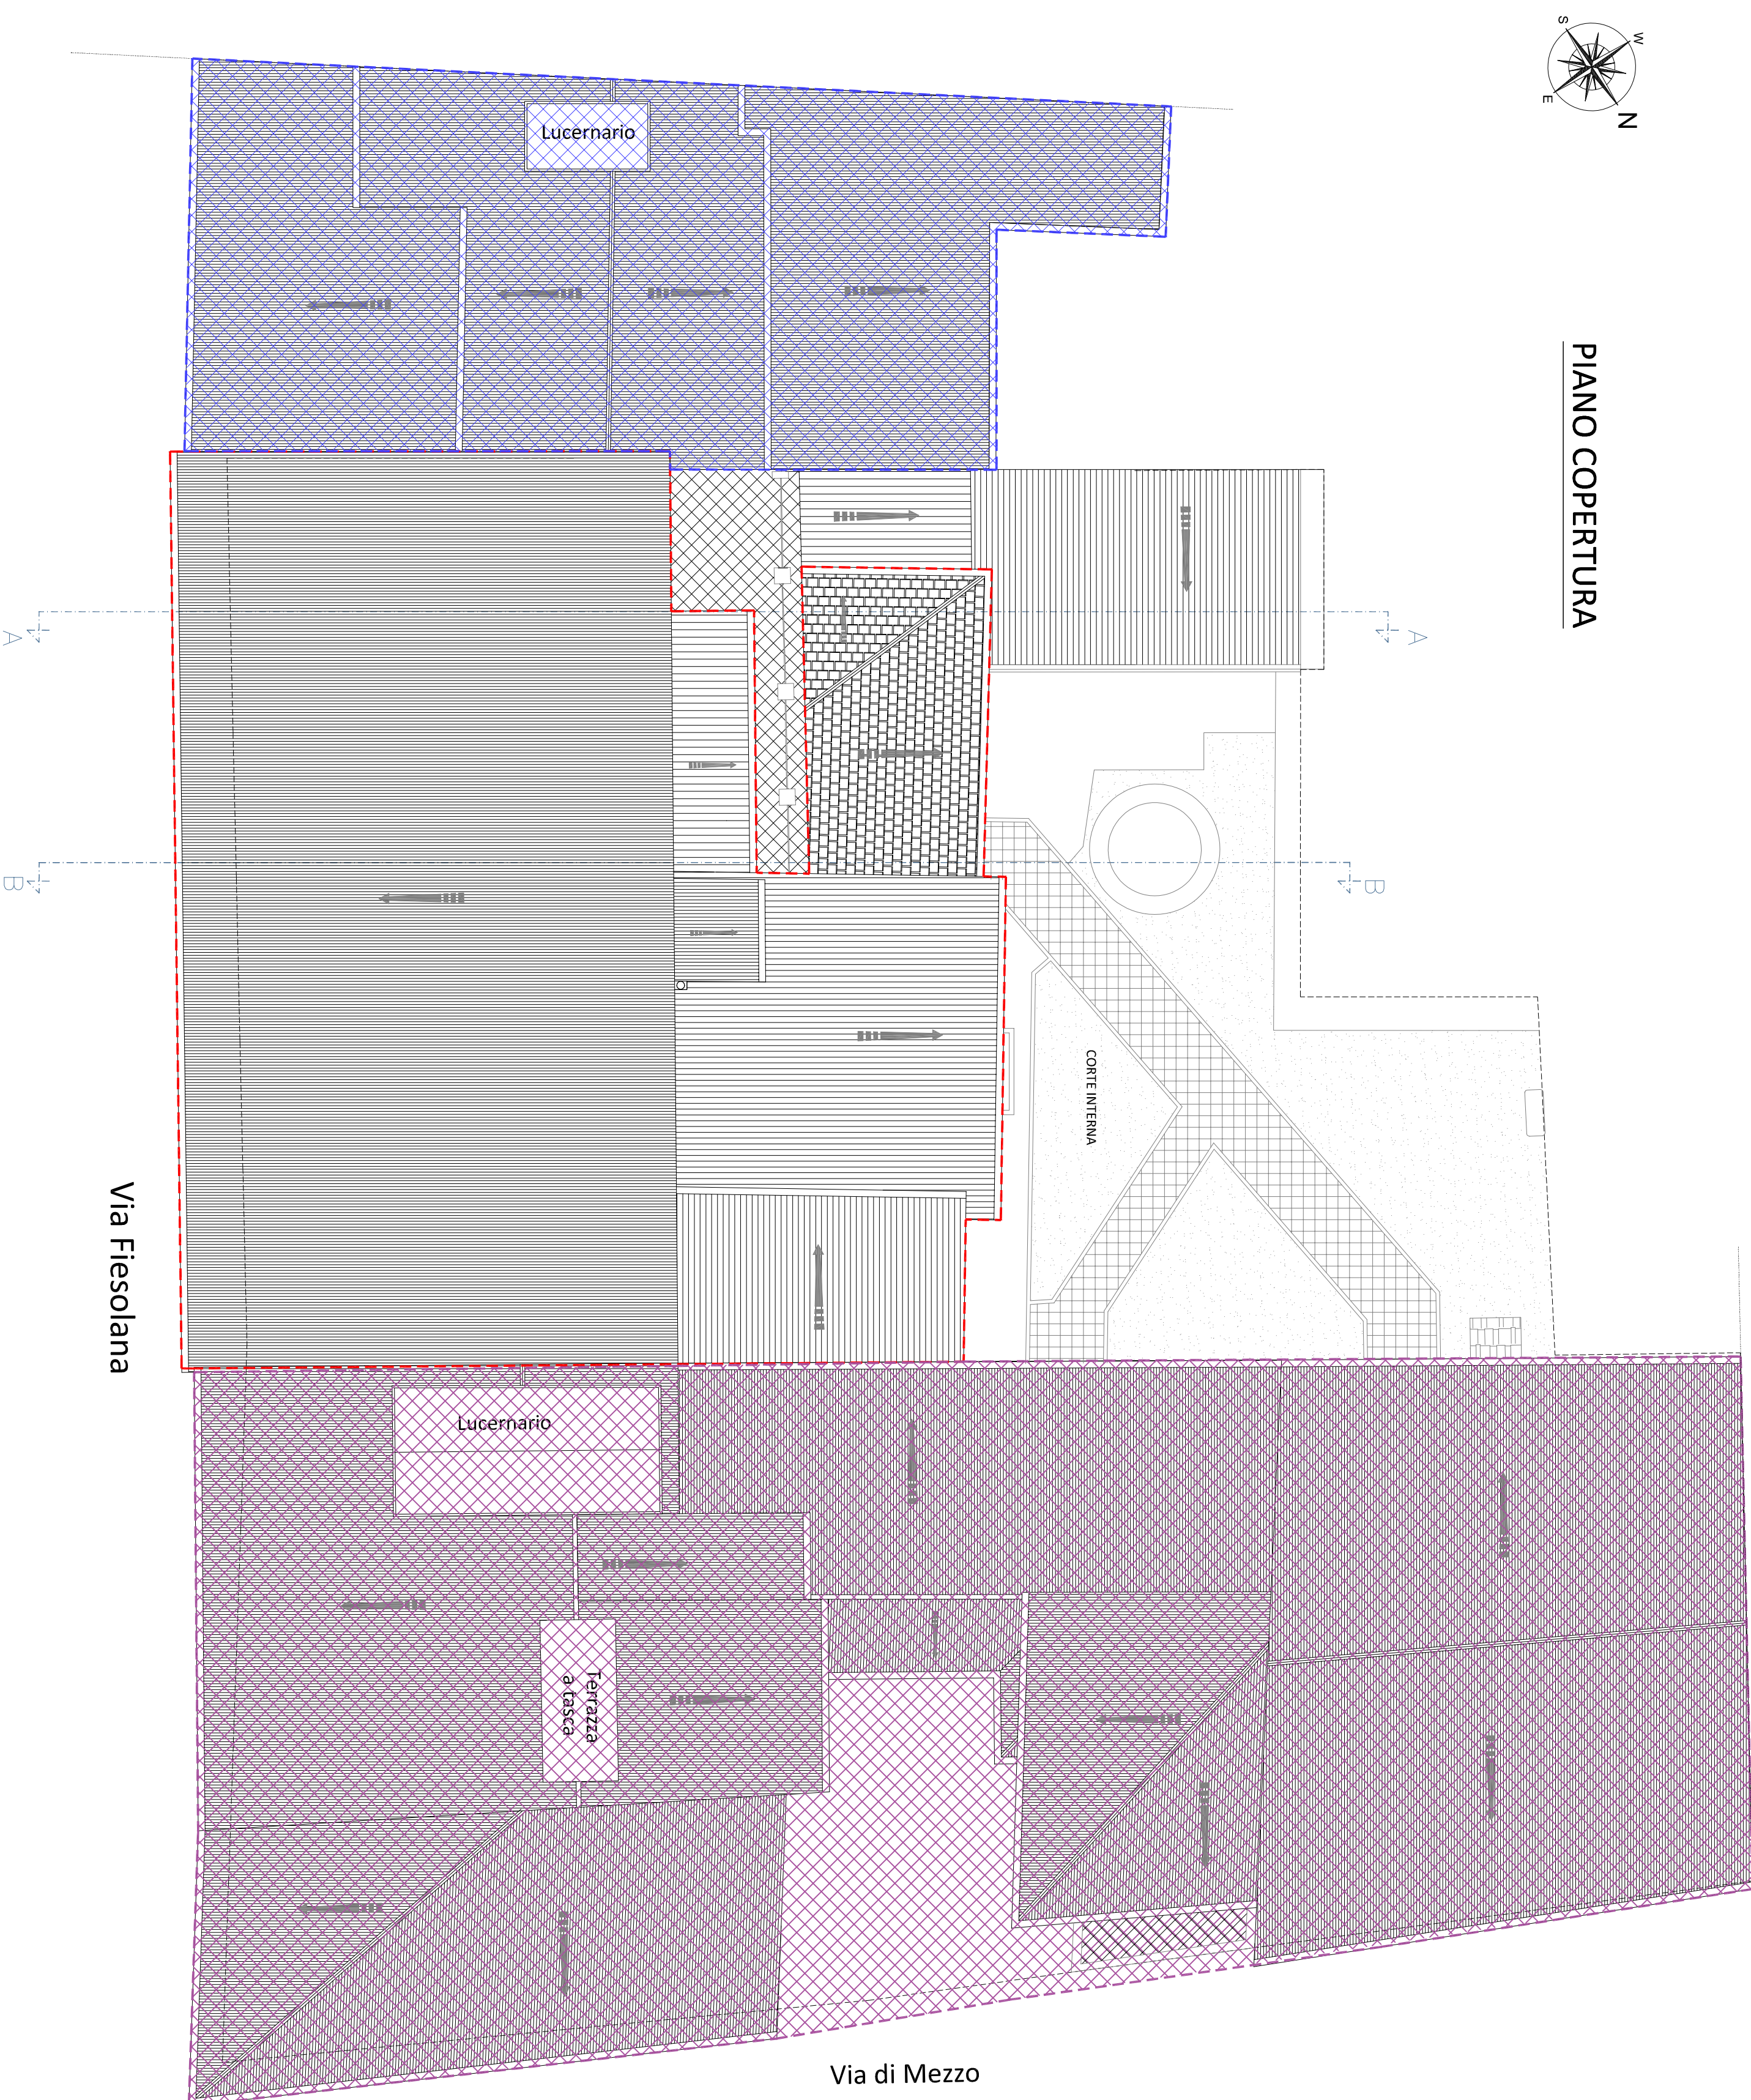 S
W
E
N
PIANO COPERTURA
Lucernario
A
A
B
B
CORTE INTERNA
Via Fiesolana
Lucernario
Terrazza
a tasca
Via di Mezzo